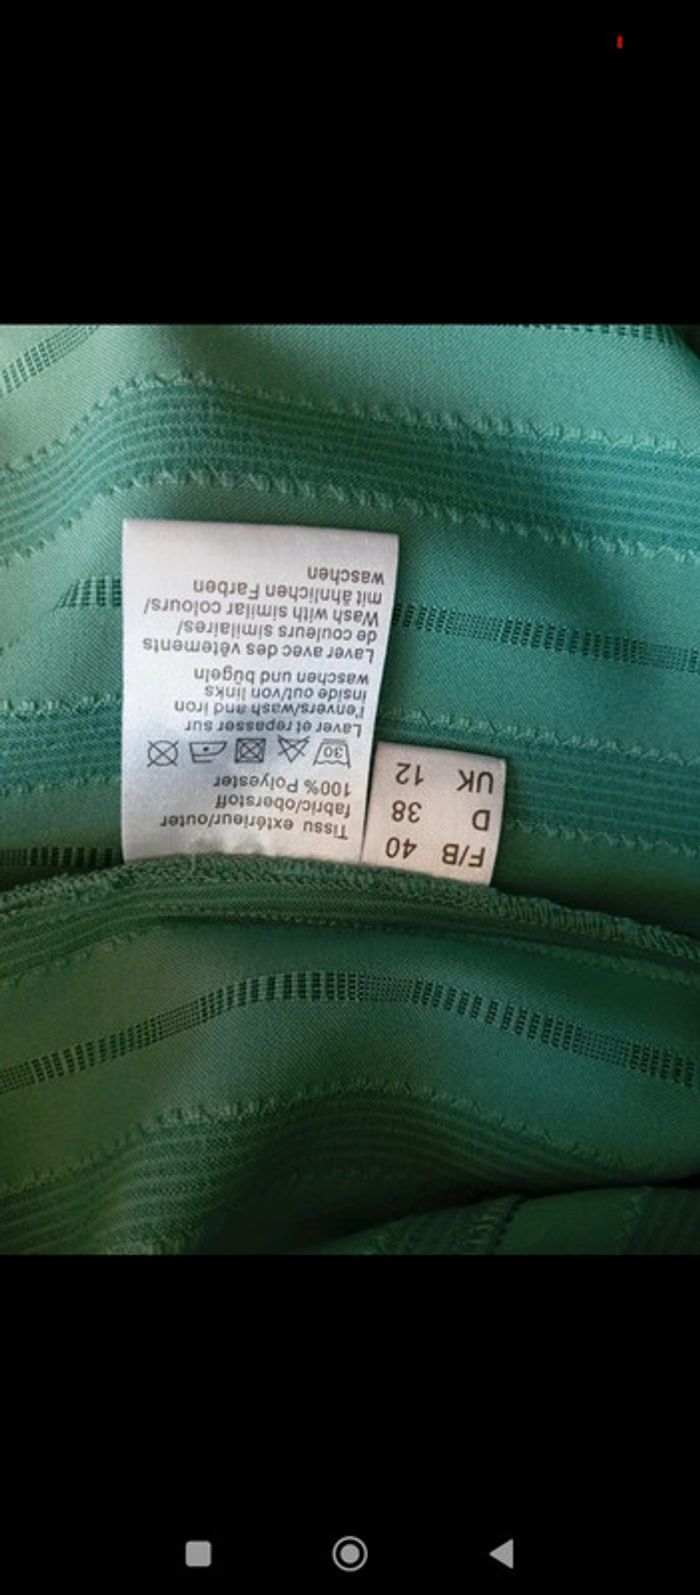 F/B 40
D 38
UK 12
Tissu extérieur/outer
fabric/oberstoff
100% Polyester
30
Laver et repasser sur
l'envers/wash and iron
inside out/von links
waschen und bügeln
Laver avec des vêtements
de couleurs similaires/
Wash with similar colours/
mit ähnlichen Farben
waschen